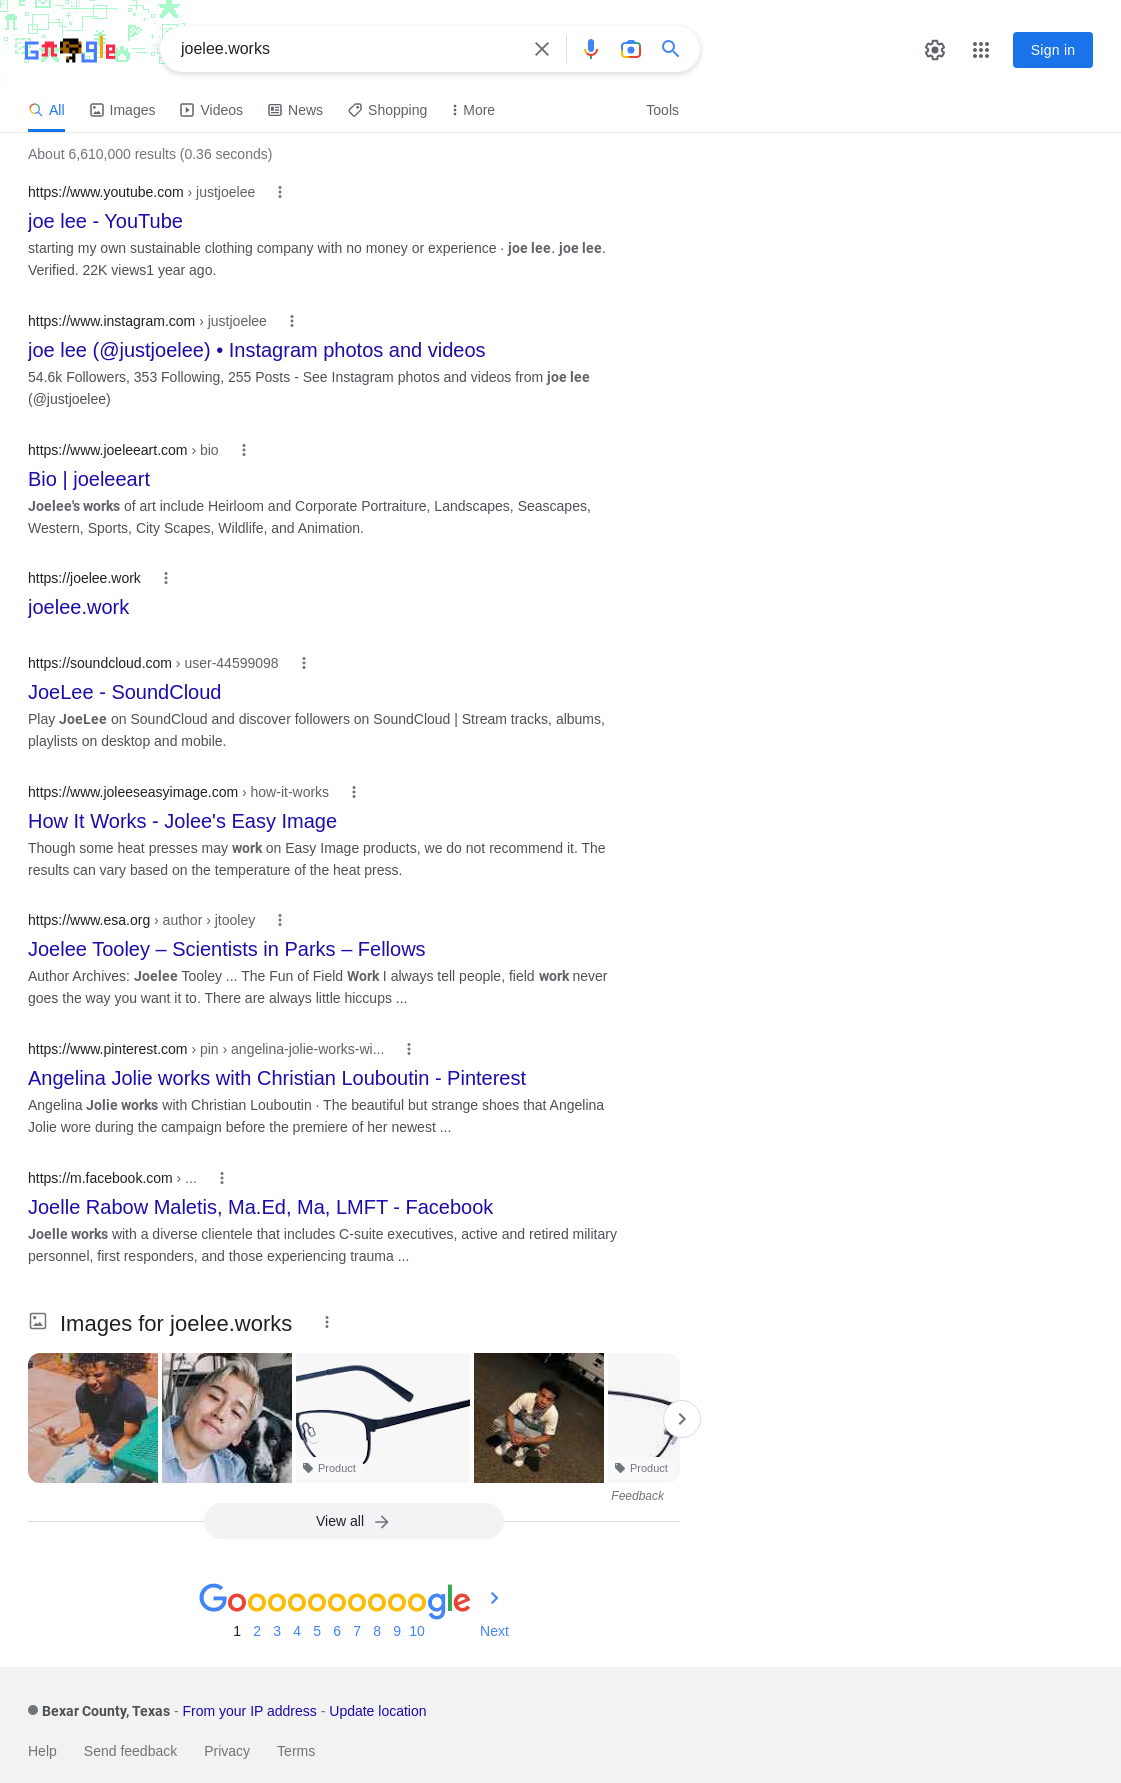 Google
joelee.works
Sign in
All Images Videos News Shopping More Tools
About 6,610,000 results (0.36 seconds)
https://www.youtube.com › justjoelee
joe lee - YouTube
starting my own sustainable clothing company with no money or experience · joe lee. joe lee.
Verified. 22K views1 year ago.
https://www.instagram.com › justjoelee
joe lee (@justjoelee) • Instagram photos and videos
54.6k Followers, 353 Following, 255 Posts - See Instagram photos and videos from joe lee
(@justjoelee)
https://www.joeleeart.com › bio
Bio | joeleeart
Joelee's works of art include Heirloom and Corporate Portraiture, Landscapes, Seascapes,
Western, Sports, City Scapes, Wildlife, and Animation.
https://joelee.work
joelee.work
https://soundcloud.com › user-44599098
JoeLee - SoundCloud
Play JoeLee on SoundCloud and discover followers on SoundCloud | Stream tracks, albums,
playlists on desktop and mobile.
https://www.joleeseasyimage.com › how-it-works
How It Works - Jolee's Easy Image
Though some heat presses may work on Easy Image products, we do not recommend it. The
results can vary based on the temperature of the heat press.
https://www.esa.org › author › jtooley
Joelee Tooley – Scientists in Parks – Fellows
Author Archives: Joelee Tooley ... The Fun of Field Work I always tell people, field work never
goes the way you want it to. There are always little hiccups ...
https://www.pinterest.com › pin › angelina-jolie-works-wi...
Angelina Jolie works with Christian Louboutin - Pinterest
Angelina Jolie works with Christian Louboutin · The beautiful but strange shoes that Angelina
Jolie wore during the campaign before the premiere of her newest ...
https://m.facebook.com › ...
Joelle Rabow Maletis, Ma.Ed, Ma, LMFT - Facebook
Joelle works with a diverse clientele that includes C-suite executives, active and retired military
personnel, first responders, and those experiencing trauma ...
Images for joelee.works
Product Product
Feedback
View all
Goooooooooogle
1 2 3 4 5 6 7 8 9 10 Next
Bexar County, Texas - From your IP address - Update location
Help Send feedback Privacy Terms